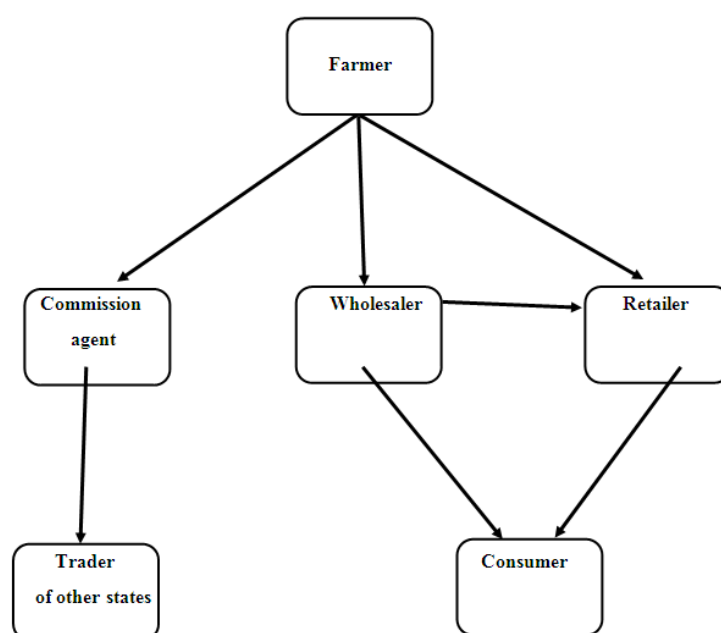 Farmer
Commission
agent
Wholesaler
Retailer
Trader
of other states
Consumer